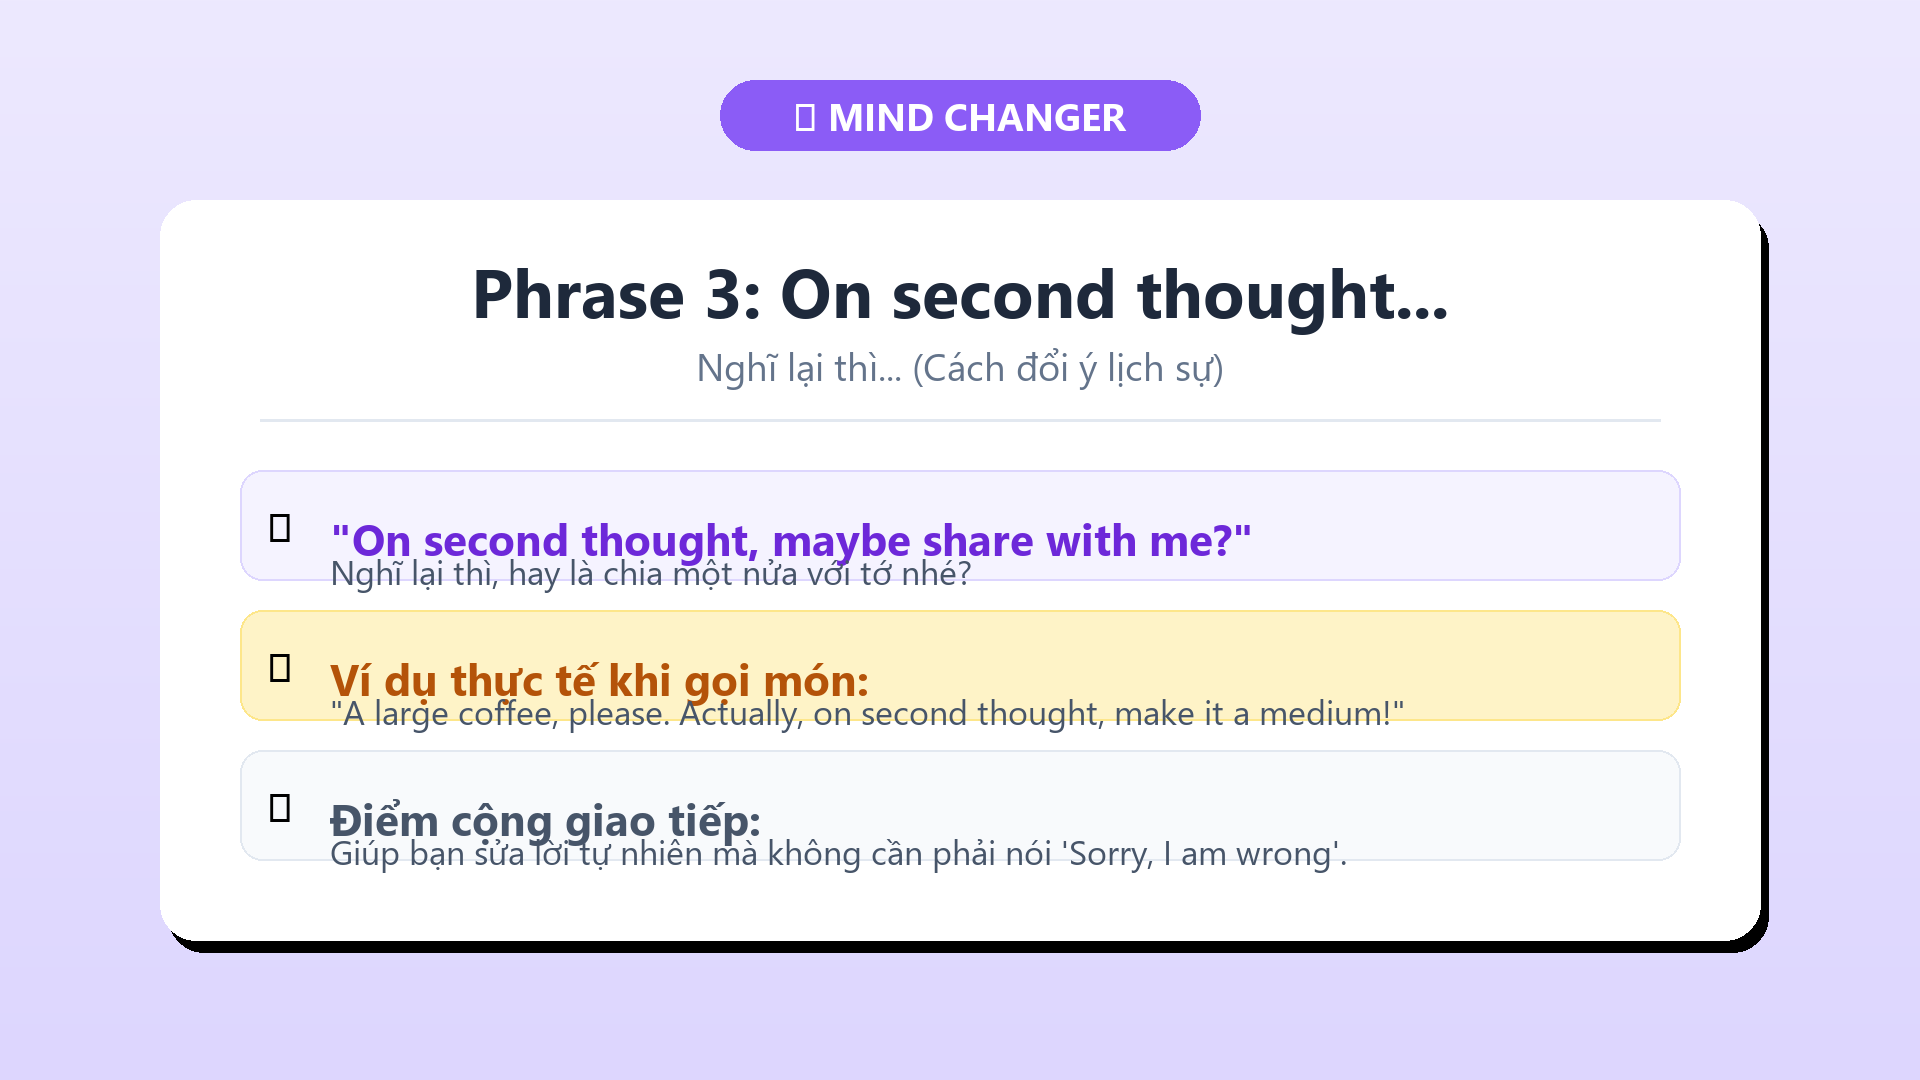 MIND CHANGER
Phrase 3: On second thought...
Nghĩ lại thì... (Cách đổi ý lịch sự)
"On second thought, maybe share with me?"
Nghĩ lại thì, hay là chia một nửa với tớ nhé?
Ví dụ thực tế khi gọi món:
"A large coffee, please. Actually, on second thought, make it a medium!"
Điểm cộng giao tiếp:
Giúp bạn sửa lời tự nhiên mà không cần phải nói 'Sorry, I am wrong'.